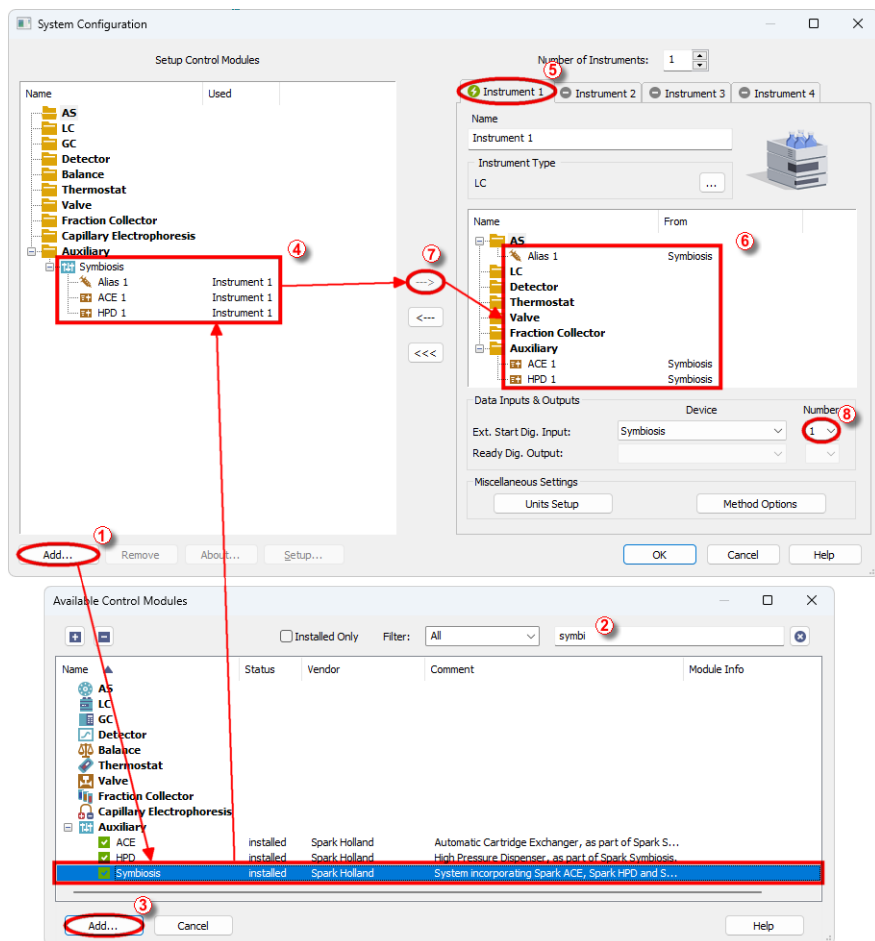 System Configuration
Setup Control Modules
Number of Instruments: 1
5
Name Used
AS
LC
GC
Detector
Balance
Thermostat
Valve
Fraction Collector
Capillary Electrophoresis
Auxiliary
4
Symbiosis
Alias 1 Instrument 1
ACE 1 Instrument 1
HPD 1 Instrument 1
7
--->
<---
<<<
Instrument 1 Instrument 2 Instrument 3 Instrument 4
Name
Instrument 1
Instrument Type
LC ...
Name From
6
AS
Alias 1 Symbiosis
LC
Detector
Thermostat
Valve
Fraction Collector
Auxiliary
ACE 1 Symbiosis
HPD 1 Symbiosis
Data Inputs & Outputs
Device Number
8
Ext. Start Dig. Input: Symbiosis 1
Ready Dig. Output:
Miscellaneous Settings
Units Setup Method Options
1
Add... Remove About... Setup...
OK Cancel Help
Available Control Modules
Installed Only Filter: All symbi
2
Name Status Vendor Comment Module Info
AS
LC
GC
Detector
Balance
Thermostat
Valve
Fraction Collector
Capillary Electrophoresis
Auxiliary
ACE installed Spark Holland Automatic Cartridge Exchanger, as part of Spark S...
HPD installed Spark Holland High Pressure Dispenser, as part of Spark Symbiosis.
Symbiosis installed Spark Holland System incorporating Spark ACE, Spark HPD and S...
3
Add... Cancel Help